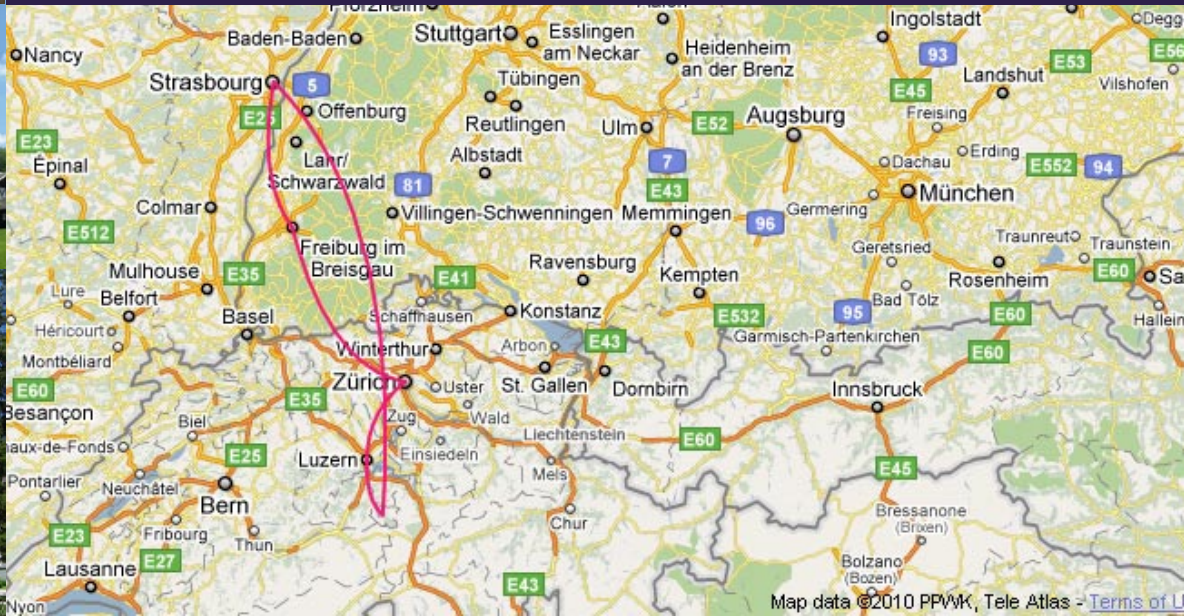 Pforzheim
Aalen
Ingolstadt
Degg
Nancy
Baden-Baden
Stuttgart
Esslingen
am Neckar
Heidenheim
an der Brenz
93
E53
E56
Strasbourg
5
Tübingen
E45
Landshut
Vilshofen
E25
Offenburg
Reutlingen
Ulm
E52
Augsburg
Freising
E23
Lahr/
Schwarzwald
Albstadt
7
Erding
Épinal
81
E43
Dachau
E552
94
Colmar
Villingen-Schwenningen
Memmingen
96
Germering
München
E512
Freiburg im
Breisgau
Geretsried
Traunreut
Traunstein
Mulhouse
E35
E41
Ravensburg
Kempten
Rosenheim
E60
Sa
Lure
Belfort
Schaffhausen
Konstanz
E532
95
Bad Tölz
E60
Hallein
Héricourt
Basel
Winterthur
Arbon
E43
Garmisch-Partenkirchen
E60
Montbéliard
Zürich
Uster
St. Gallen
Dornbirn
Innsbruck
E60
E35
Besançon
Biel
Zug
Wald
Liechtenstein
E60
haux-de-Fonds
E25
Luzern
Einsiedeln
Mels
E45
Pontarlier
Neuchâtel
Bern
Chur
Bressanone
(Brixen)
E23
Fribourg
Thun
E27
Lausanne
E43
Bolzano
(Bozen)
Nyon
Map data ©2010 PPWK, Tele Atlas - Terms of U